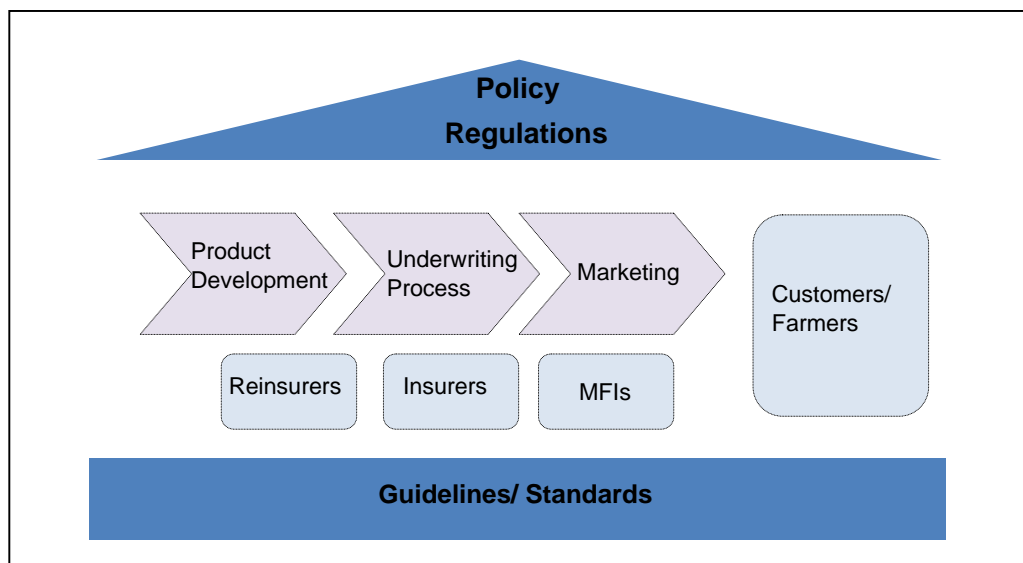 Policy
Regulations
Product
Development
Underwriting
Process
Marketing
Customers/
Farmers
Reinsurers
Insurers
MFIs
Guidelines/ Standards